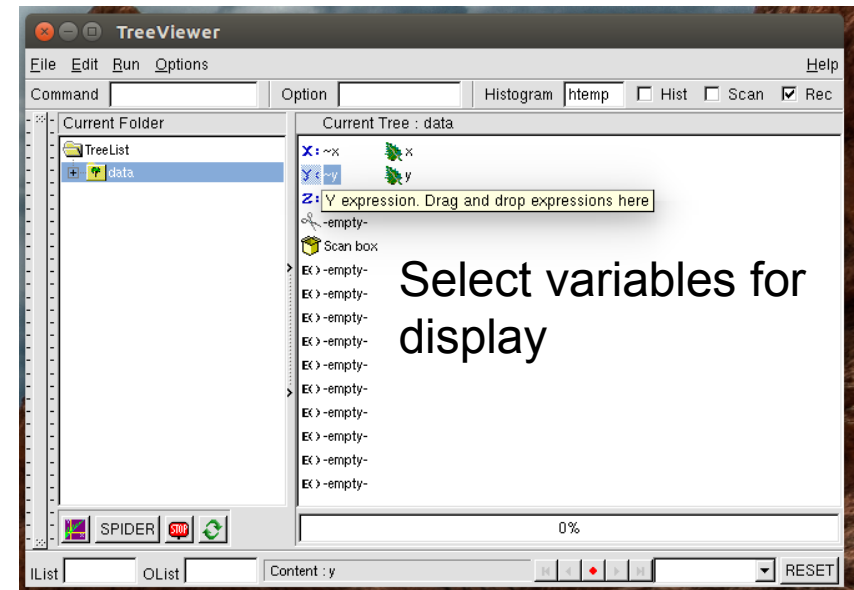 TreeViewer
File Edit Run Options Help
Command Option Histogram htemp Hist Scan Rec
Current Folder Current Tree : data
TreeList X: ~x x
data Y: ~y y
Z:
Y expression. Drag and drop expressions here
-empty-
Scan box
E() -empty-
E() -empty-
E() -empty-
E() -empty-
E() -empty-
E() -empty-
E() -empty-
E() -empty-
E() -empty-
E() -empty-
Select variables for
display
SPIDER STOP 0%
IList OList Content : y RESET